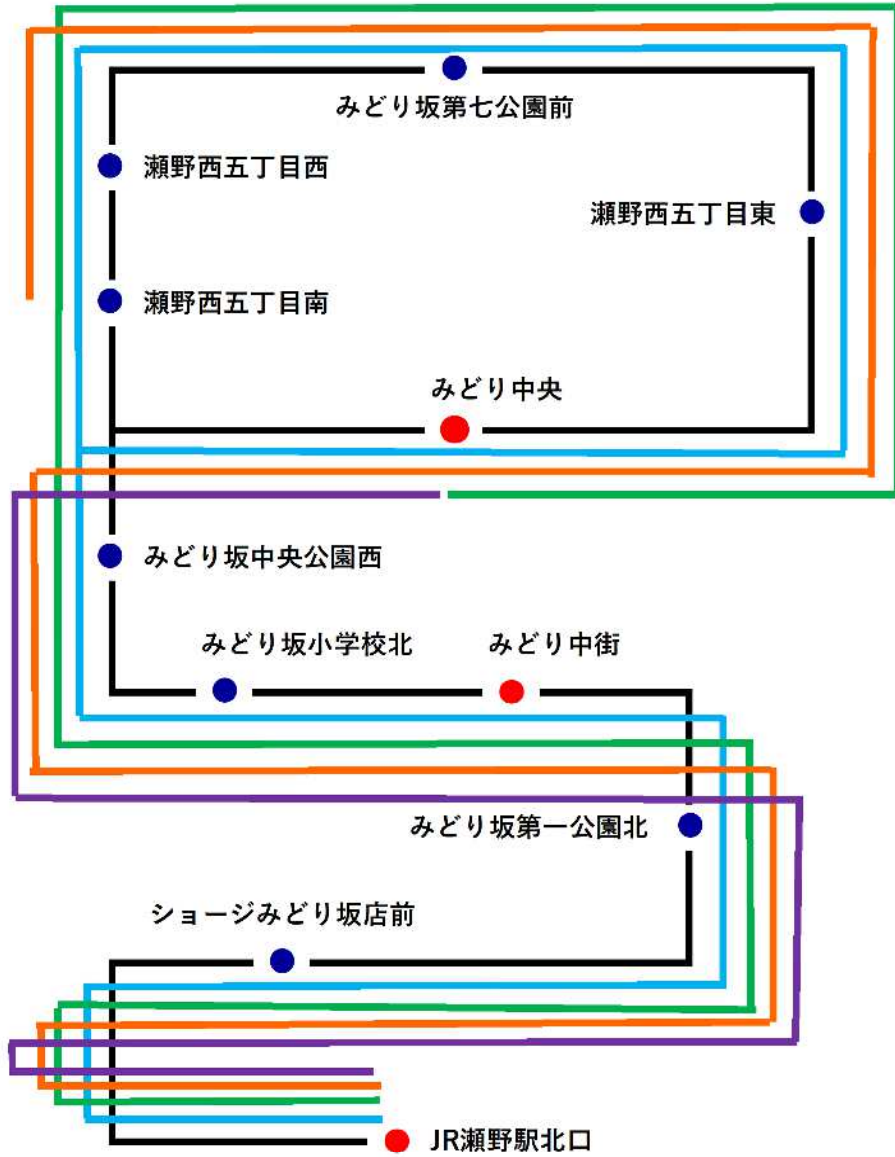 みどり坂第七公園前
瀬野西五丁目西
瀬野西五丁目東
瀬野西五丁目南
みどり中央
みどり坂中央公園西
みどり坂小学校北
みどり中街
みどり坂第一公園北
ショージみどり坂店前
JR瀬野駅北口